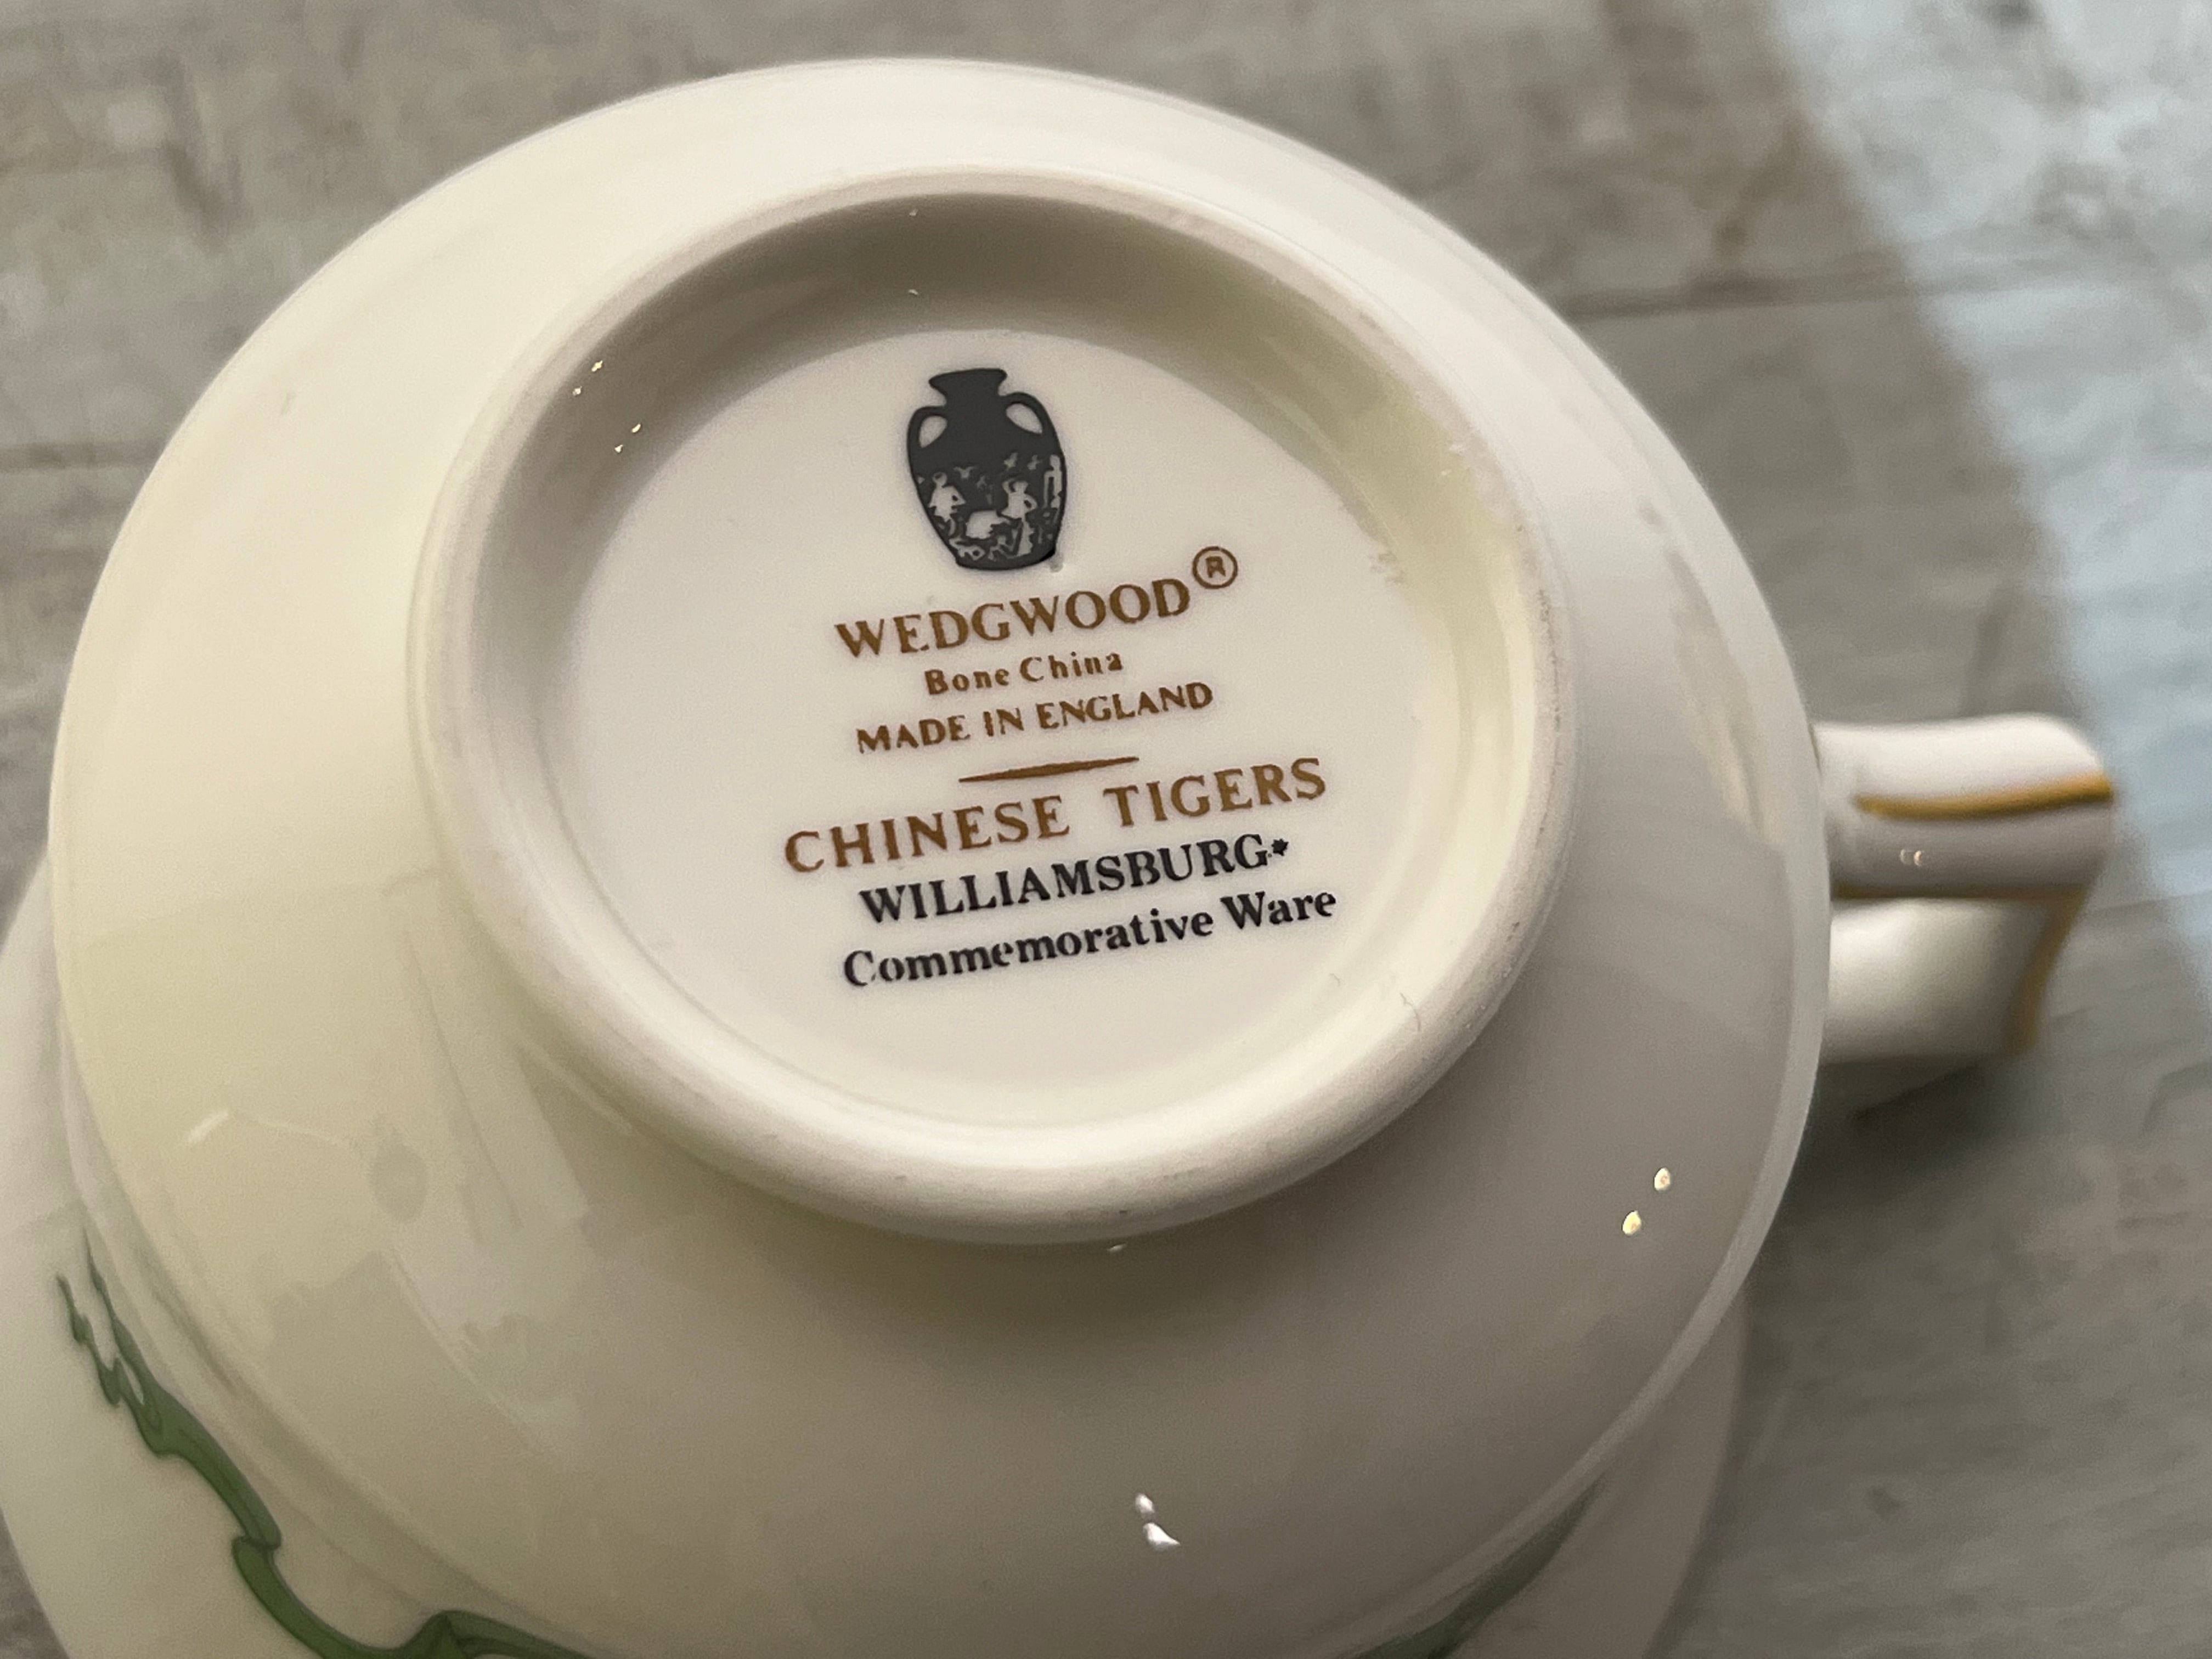 WEDGWOOD®
Bone China
MADE IN ENGLAND
CHINESE TIGERS
WILLIAMSBURG*
Commemorative Ware